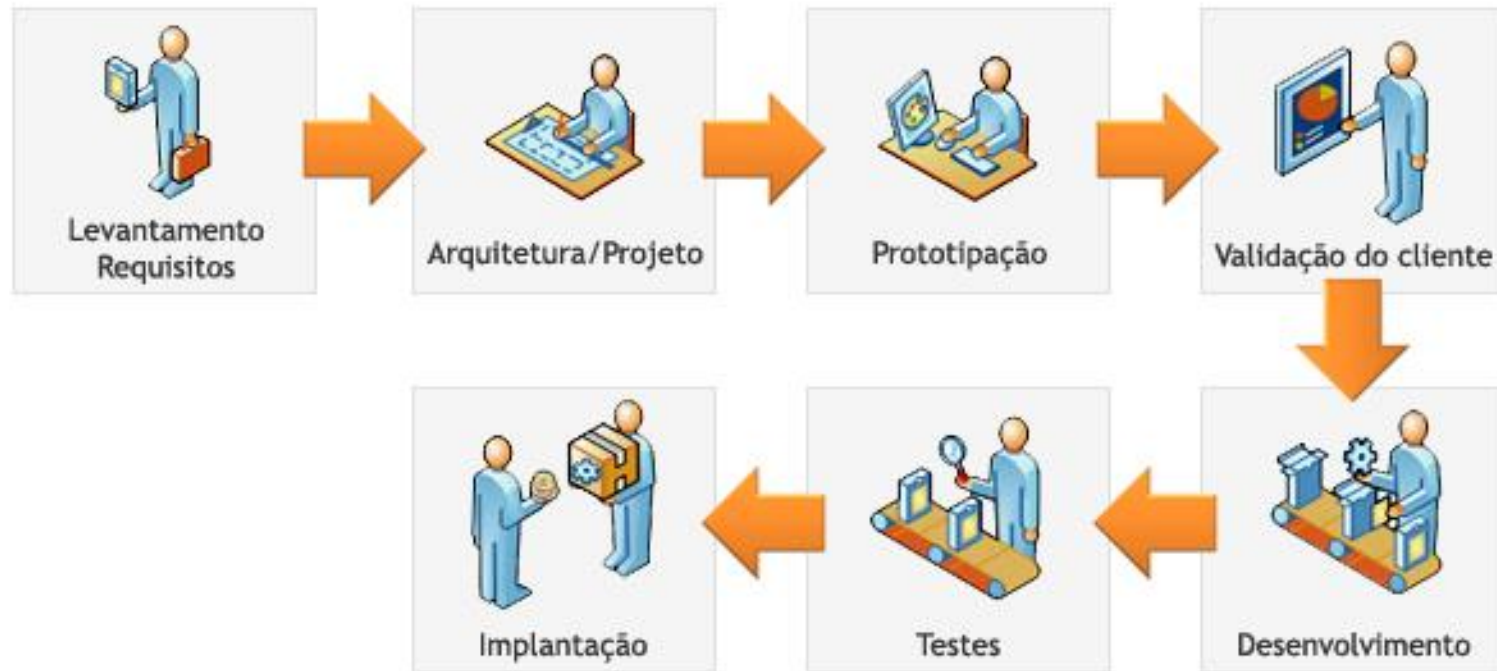 Levantamento
Requisitos
Arquitetura/Projeto
Prototipação
Validação do cliente
Desenvolvimento
Testes
Implantação